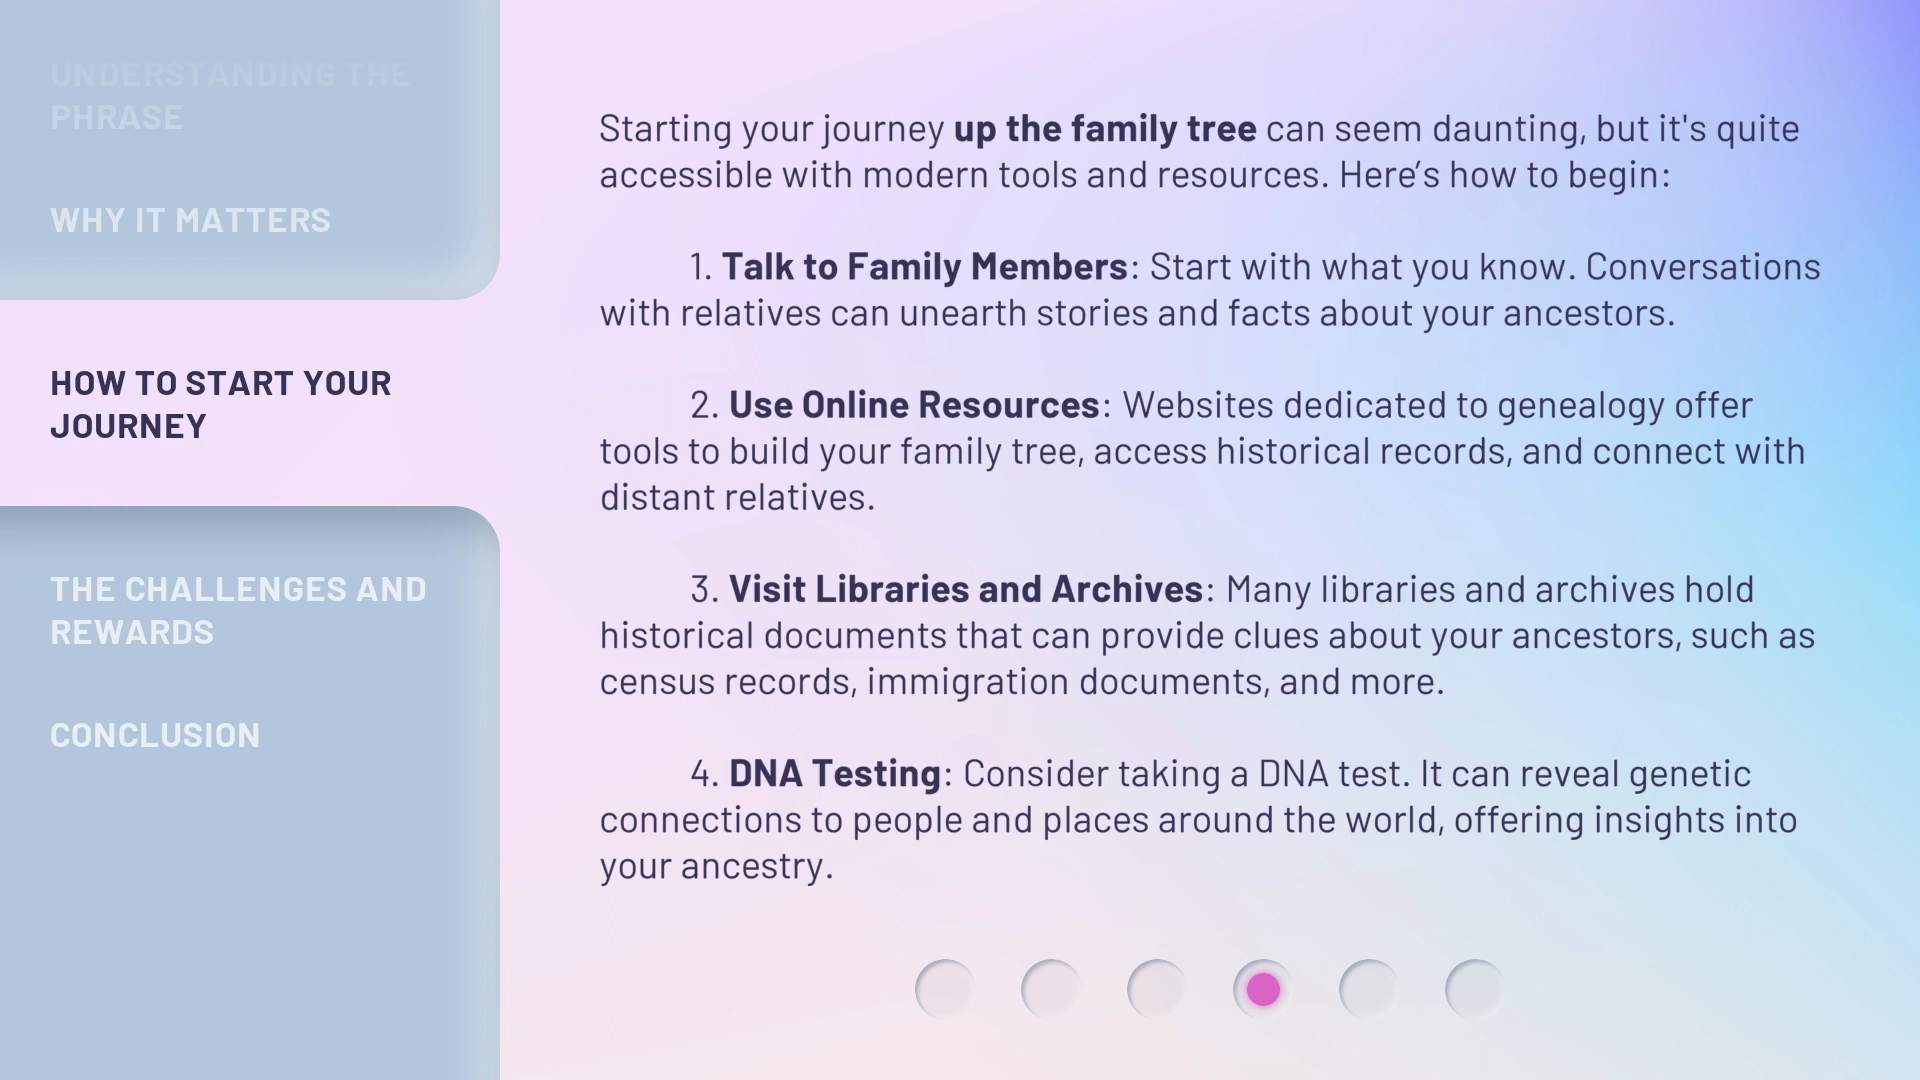 UNDERSTANDING THE
PHRASE
WHY IT MATTERS
HOW TO START YOUR
JOURNEY
THE CHALLENGES AND
REWARDS
CONCLUSION
Starting your journey up the family tree can seem daunting, but it's quite
accessible with modern tools and resources. Here’s how to begin:
1. Talk to Family Members: Start with what you know. Conversations
with relatives can unearth stories and facts about your ancestors.
2. Use Online Resources: Websites dedicated to genealogy offer
tools to build your family tree, access historical records, and connect with
distant relatives.
3. Visit Libraries and Archives: Many libraries and archives hold
historical documents that can provide clues about your ancestors, such as
census records, immigration documents, and more.
4. DNA Testing: Consider taking a DNA test. It can reveal genetic
connections to people and places around the world, offering insights into
your ancestry.